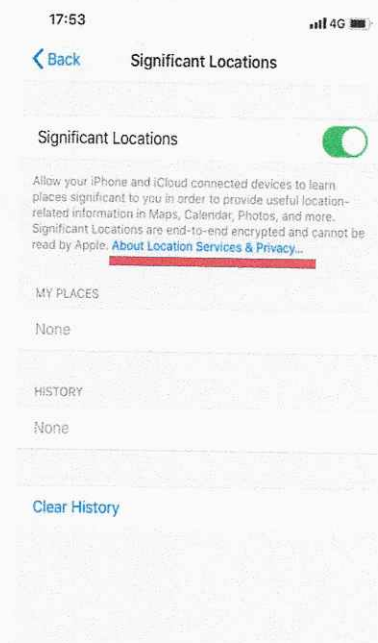 17:53
4G
Back
Significant Locations
Significant Locations
Allow your iPhone and iCloud connected devices to learn
places significant to you in order to provide useful location-
related information in Maps, Calendar, Photos, and more.
Significant Locations are end-to-end encrypted and cannot be
read by Apple. About Location Services & Privacy...
MY PLACES
None
HISTORY
None
Clear History